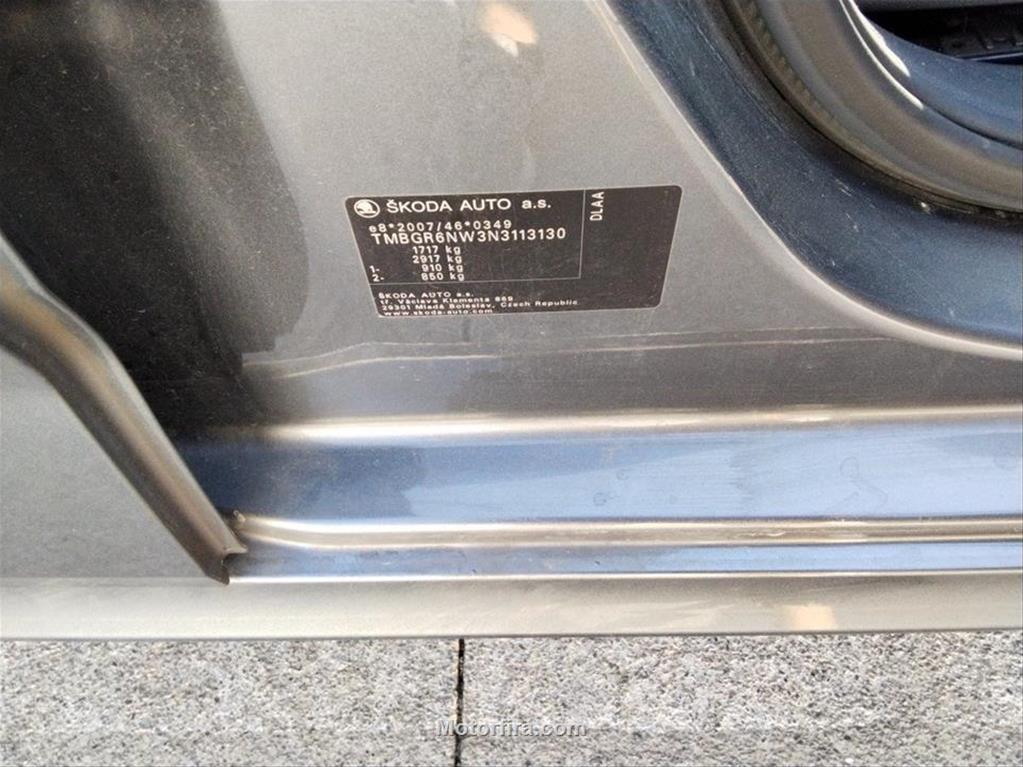 ŠKODA AUTO a.s.
DLAA
e8*2007/46*0349
TMBGR6NW3N3113130
1717 kg
2917 kg
1- 910 kg
2- 850 kg
ŠKODA AUTO a.s.
tř. Václava Klementa 869
29301 Mladá Boleslav, Czech Republic
www.skoda-auto.com
Motorfira.com